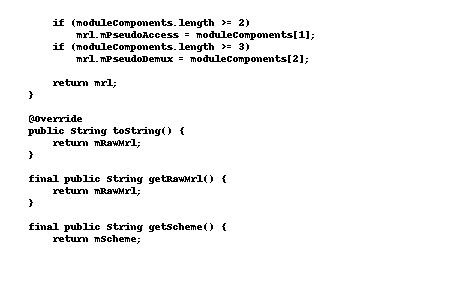 if (moduleComponents.length >= 2)
mrl.mPseudoAccess = moduleComponents[1];
if (moduleComponents.length >= 3)
mrl.mPseudoDemux = moduleComponents[2];
return mrl;
}
@Override
public String toString() {
return mRawMrl;
}
final public String getRawMrl() {
return mRawMrl;
}
final public String getScheme() {
return mScheme;